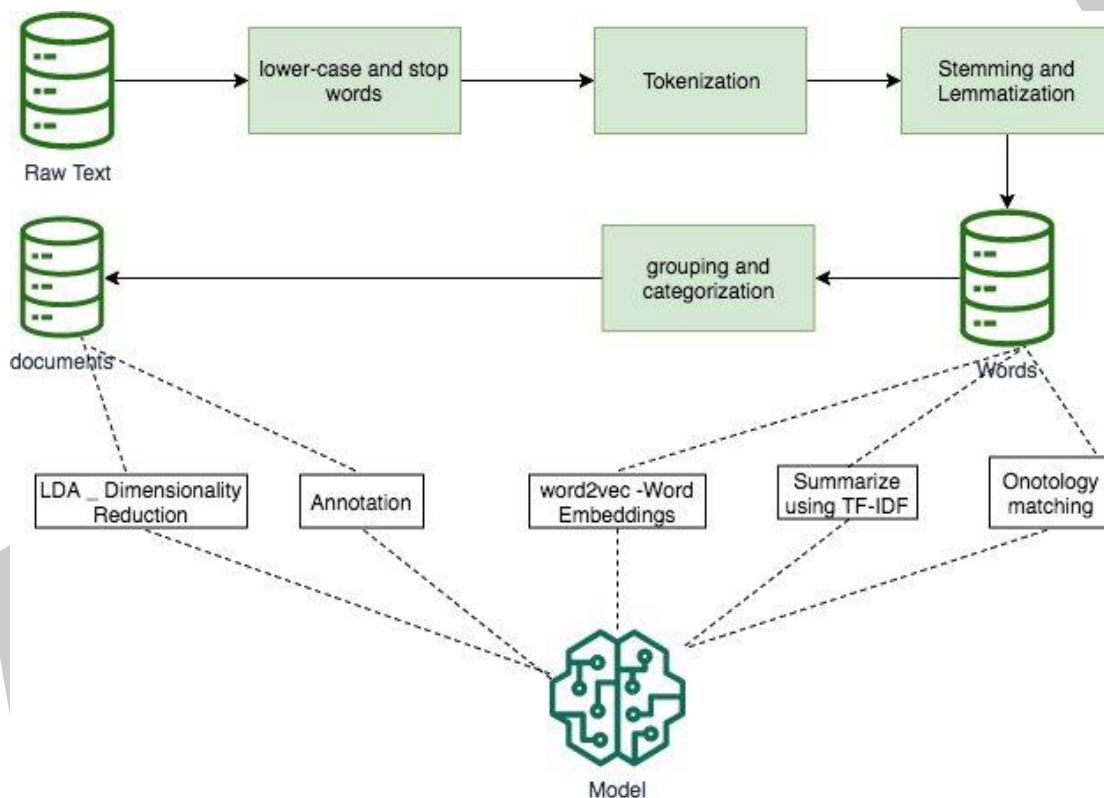 lower-case and stop
words
Tokenization
Stemming and
Lemmatization
Raw Text
grouping and
categorization
documents
Words
LDA _ Dimensionality
Reduction
Annotation
word2vec -Word
Embeddings
Summarize
using TF-IDF
Onotology
matching
Model